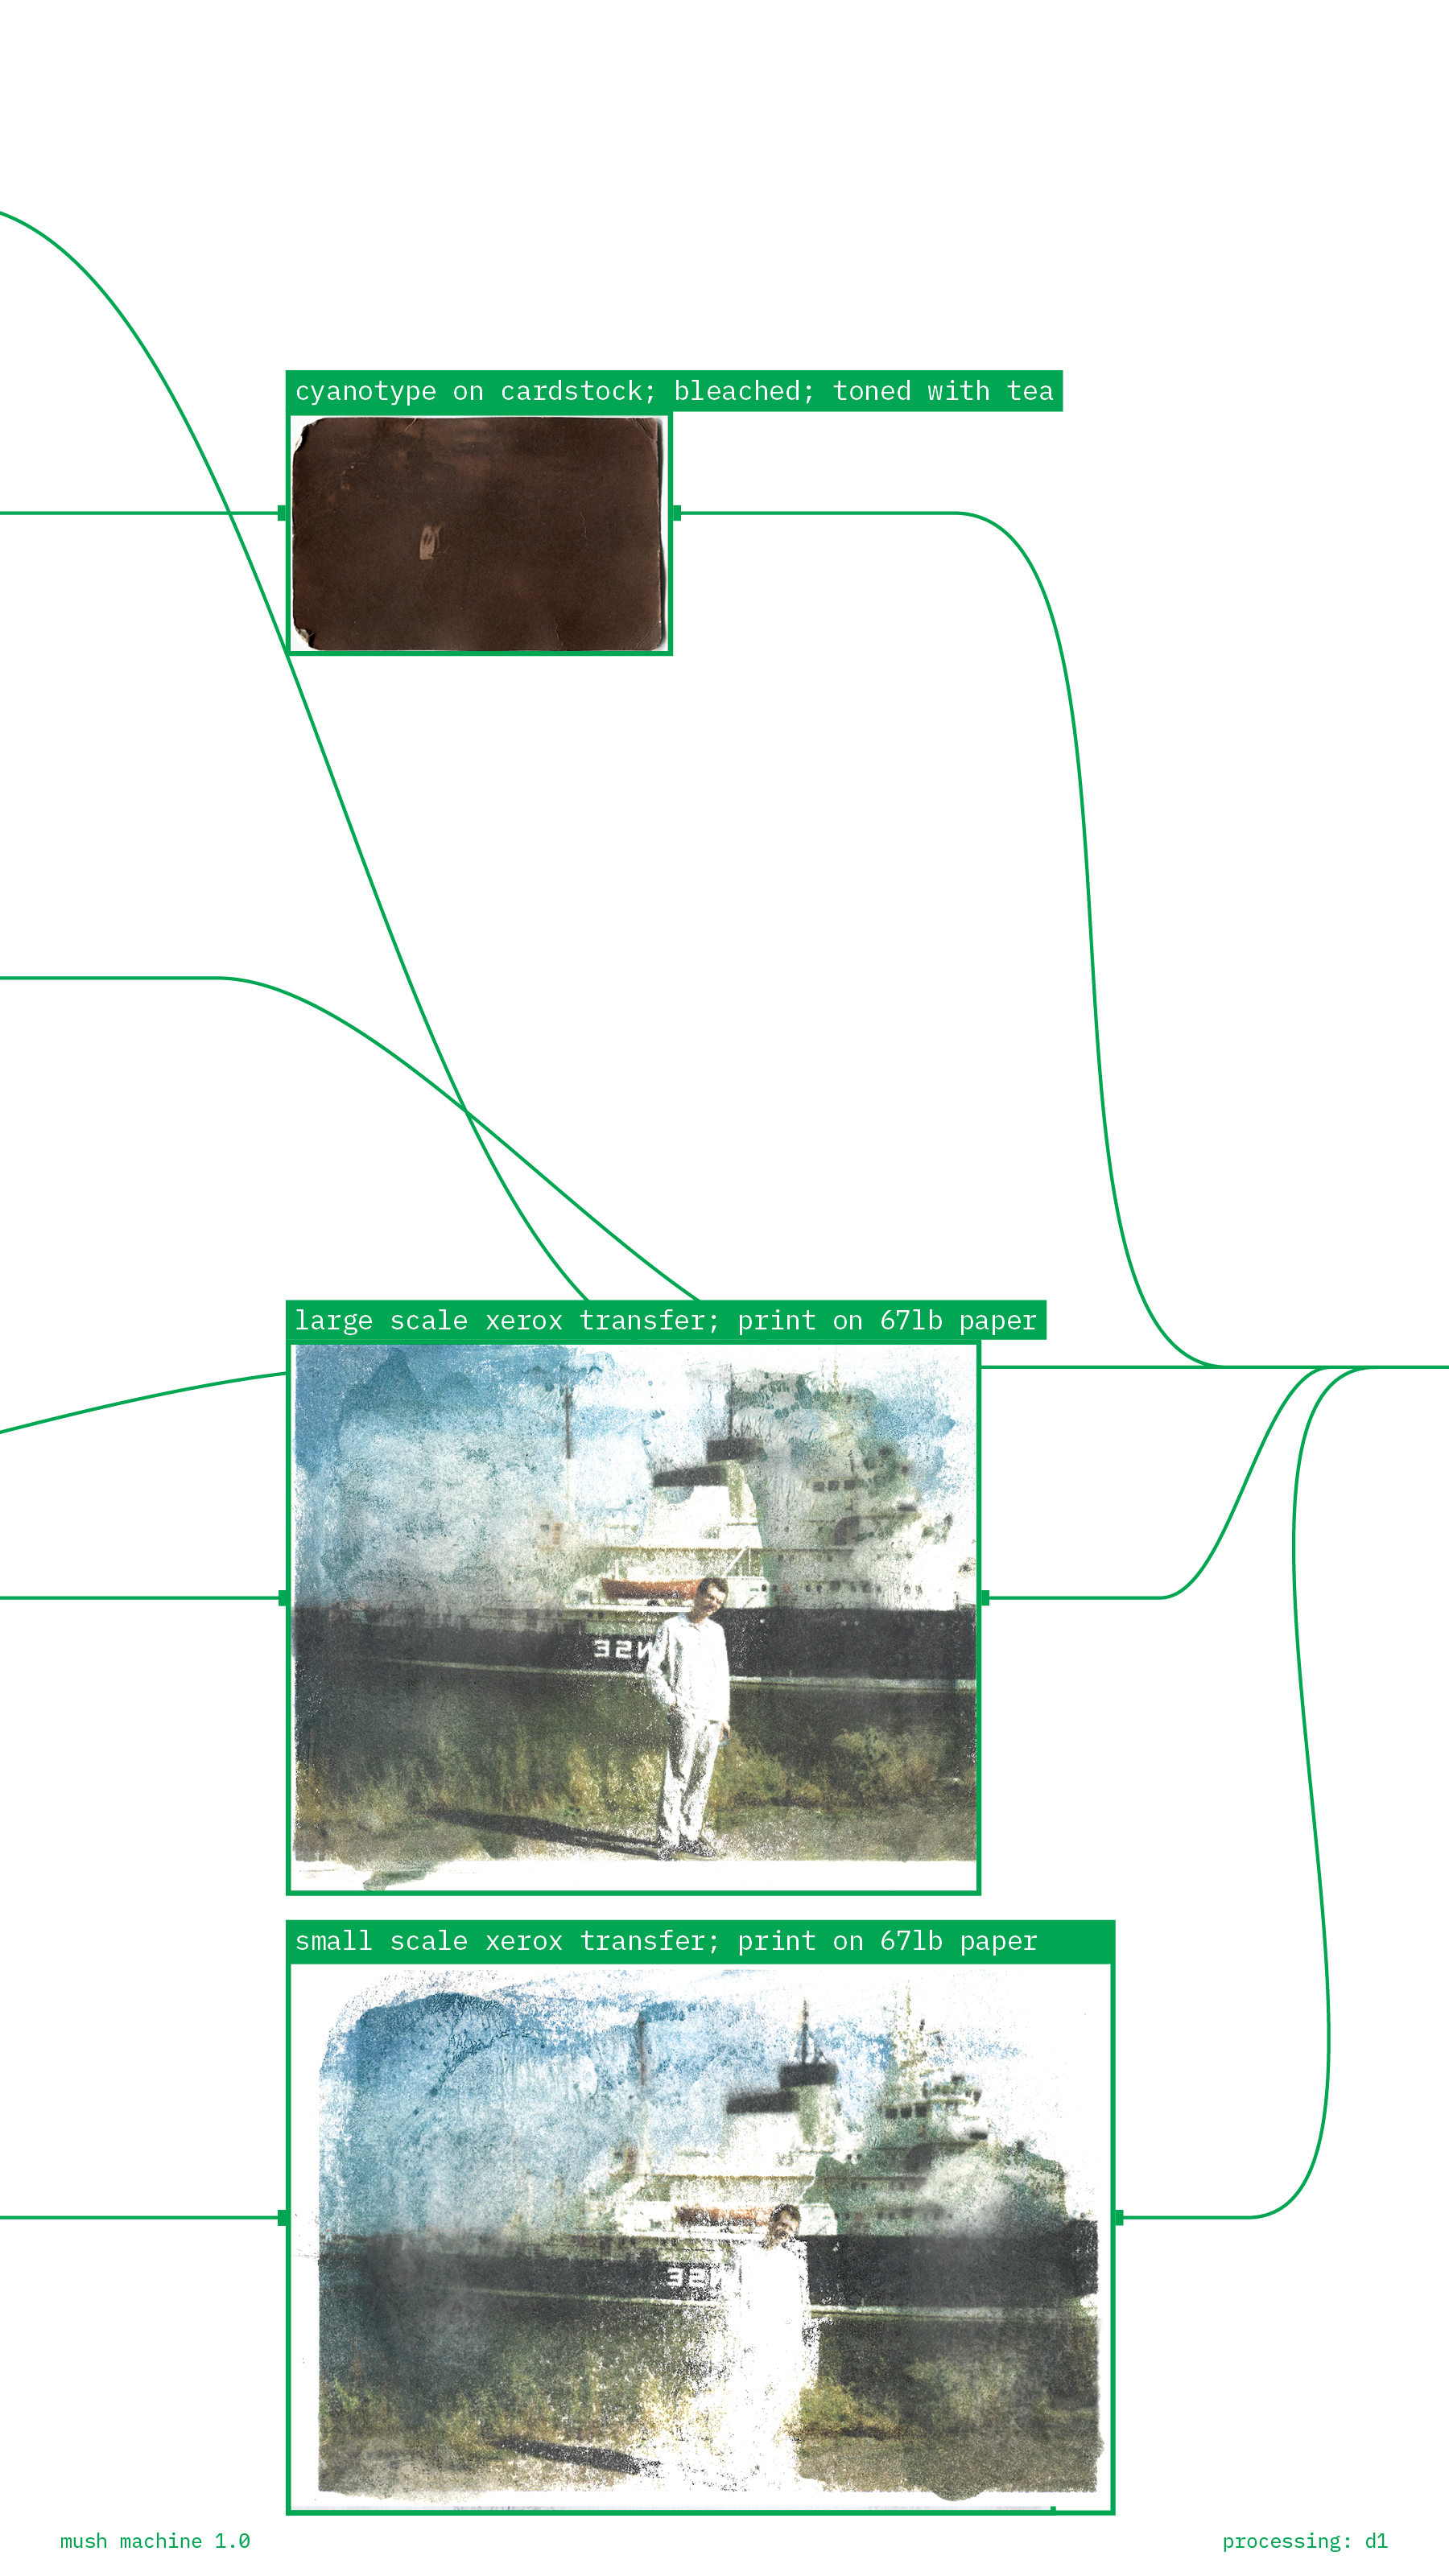 cyanotype on cardstock; bleached; toned with tea
large scale xerox transfer; print on 67lb paper
small scale xerox transfer; print on 67lb paper
mush machine 1.0
processing: d1